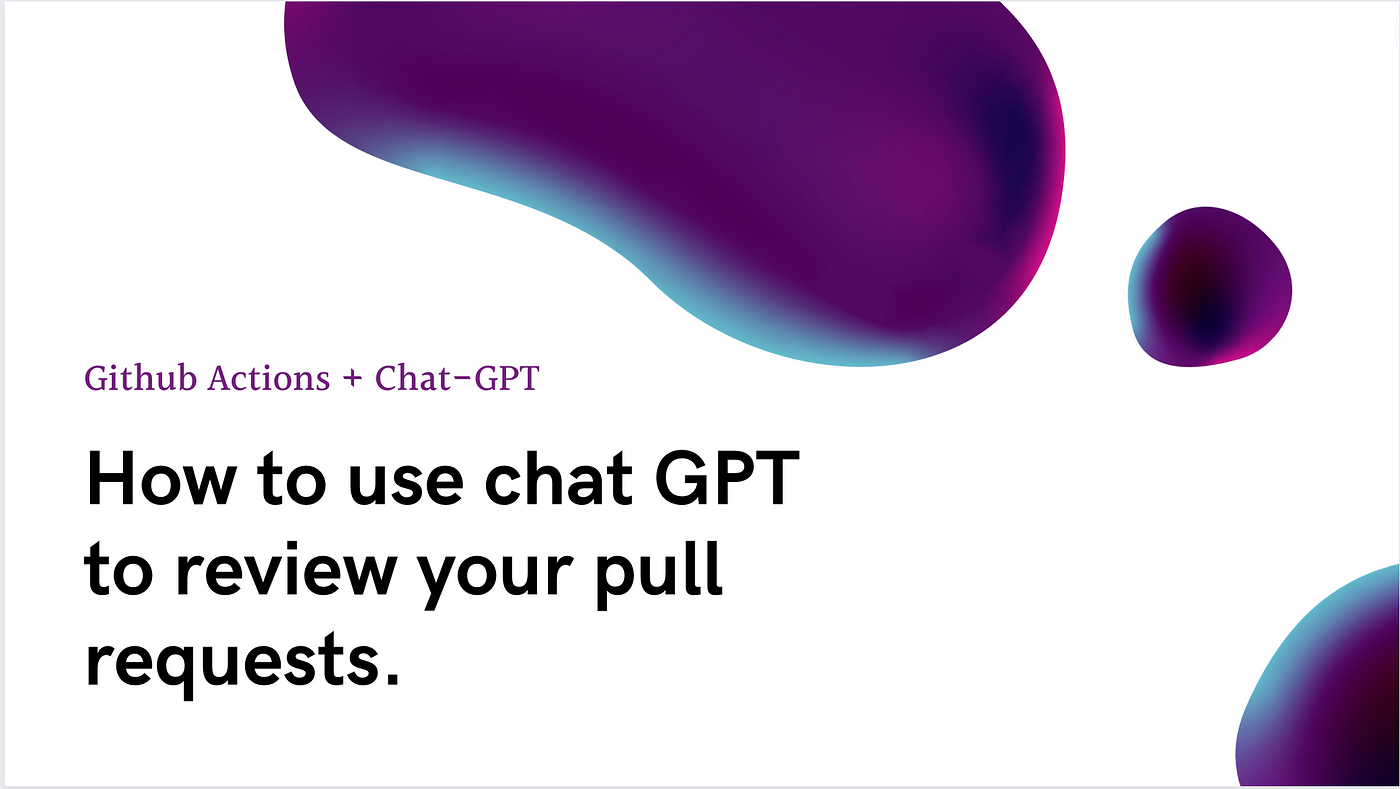 Github Actions + Chat-GPT
How to use chat GPT
to review your pull
requests.